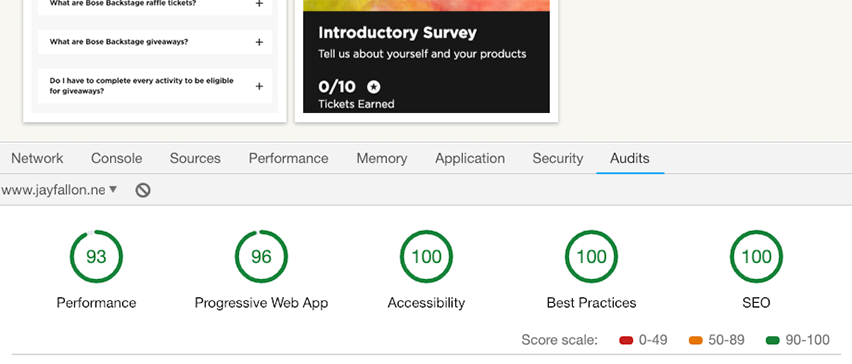 What are Bose Backstage raffle tickets?
What are Bose Backstage giveaways?
Do I have to complete every activity to be eligible
for giveaways?
Introductory Survey
Tell us about yourself and your products
0/10
Tickets Earned
Network Console Sources Performance Memory Application Security Audits
www.jayfallon.ne
93 96 100 100 100
Performance Progressive Web App Accessibility Best Practices SEO
Score scale: 0-49 50-89 90-100